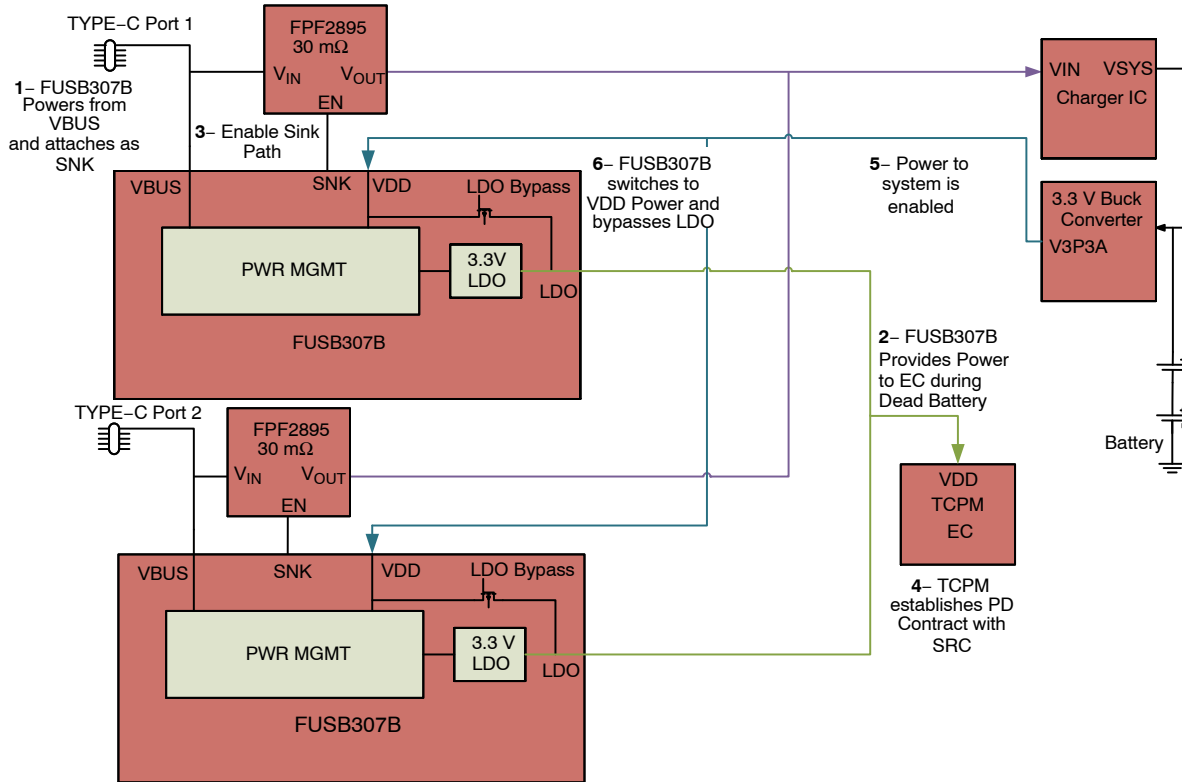 TYPE−C Port 1
1− FUSB307B
Powers from
VBUS
and attaches as
SNK
FPF2895
30 mΩ
VIN VOUT
EN
3− Enable Sink
Path
VBUS
SNK
VDD
LDO Bypass
PWR MGMT
3.3V
LDO
LDO
FUSB307B
6− FUSB307B
switches to
VDD Power and
bypasses LDO
5− Power to
system is
enabled
VIN VSYS
Charger IC
3.3 V Buck
Converter
V3P3A
2− FUSB307B
Provides Power
to EC during
Dead Battery
Battery
VDD
TCPM
EC
4− TCPM
establishes PD
Contract with
SRC
TYPE−C Port 2
FPF2895
30 mΩ
VIN VOUT
EN
VBUS
SNK
VDD
LDO Bypass
PWR MGMT
3.3 V
LDO
LDO
FUSB307B